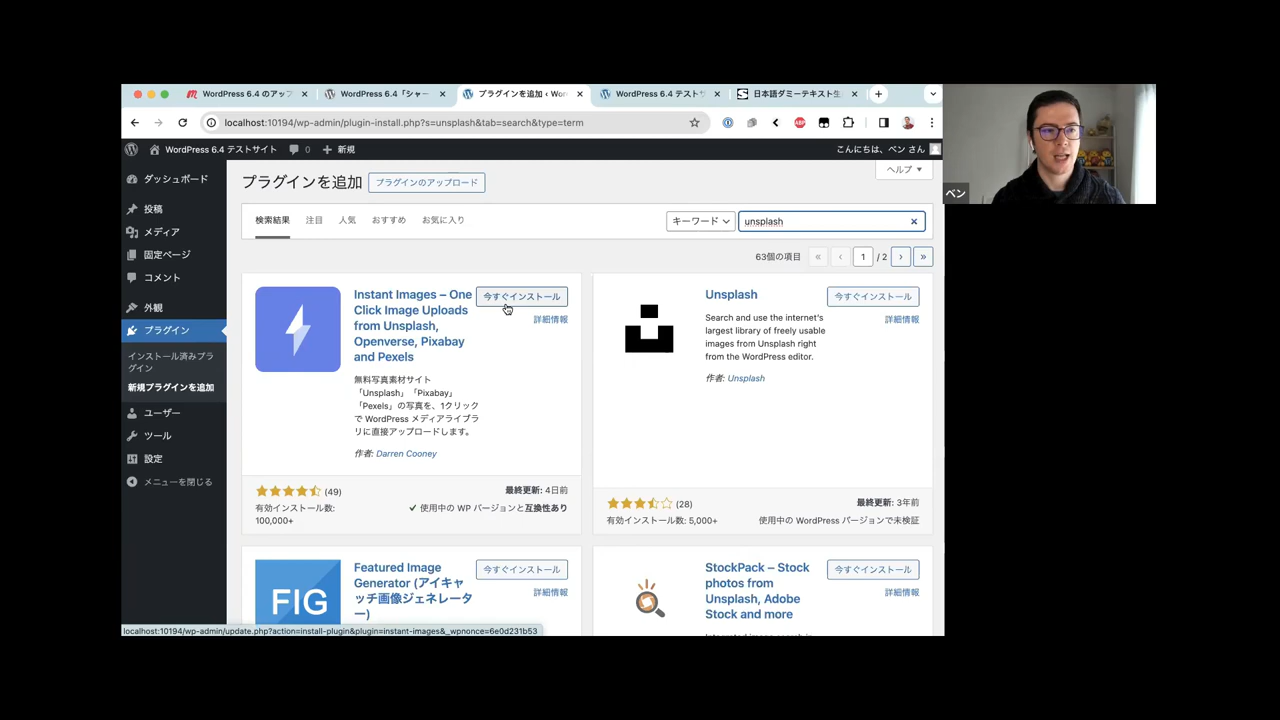 WordPress 6.4 のアップ
WordPress 6.4「シャー
プラグインを追加 ‹ Wor
WordPress 6.4 テストサ
日本語ダミーテキスト生
localhost:10194/wp-admin/plugin-install.php?s=unsplash&tab=search&type=term
WordPress 6.4 テストサイト
0
新規
こんにちは、ベン さん
ダッシュボード
投稿
メディア
固定ページ
コメント
外観
プラグイン
インストール済みプラ
グイン
新規プラグインを追加
ユーザー
ツール
設定
メニューを閉じる
プラグインを追加
プラグインのアップロード
ヘルプ
検索結果
注目
人気
おすすめ
お気に入り
キーワード
unsplash
63個の項目
«
‹
1
/ 2
›
»
Instant Images – One
Click Image Uploads
from Unsplash,
Openverse, Pixabay
and Pexels
今すぐインストール
詳細情報
無料写真素材サイト
「Unsplash」「Pixabay」
「Pexels」の写真を、1クリック
で WordPress メディアライブラ
リに直接アップロードします。
作者: Darren Cooney
(49)
有効インストール数:
100,000+
最終更新: 4日前
使用中の WP バージョンと互換性あり
Unsplash
今すぐインストール
詳細情報
Search and use the internet's
largest library of freely usable
images from Unsplash right
from the WordPress editor.
作者: Unsplash
(28)
有効インストール数: 5,000+
最終更新: 3年前
使用中の WordPress バージョンで未検証
FIG
Featured Image
Generator (アイキャ
ッチ画像ジェネレータ
ー)
今すぐインストール
詳細情報
StockPack – Stock
photos from
Unsplash, Adobe
Stock and more
今すぐインストール
詳細情報
localhost:10194/wp-admin/update.php?action=install-plugin&plugin=instant-images&_wpnonce=6e0d231b53
ベン